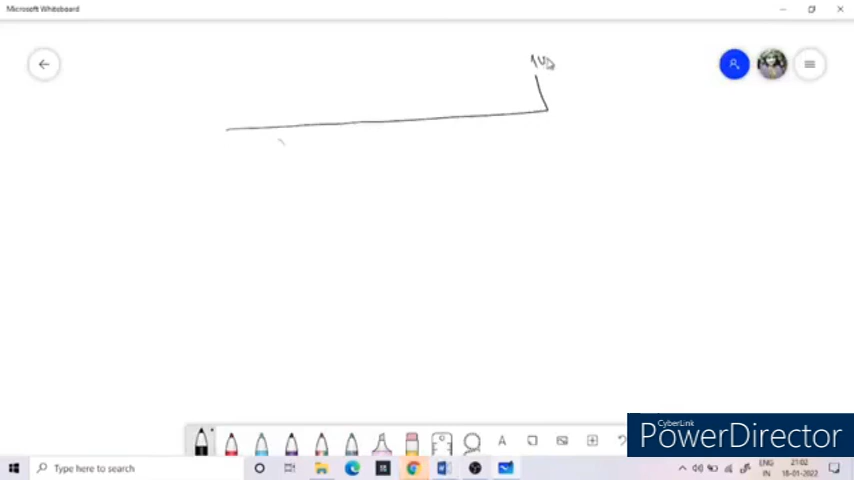 Microsoft Whiteboard
CyberLink
PowerDirector
Type here to search
ENG
IN
21:02
18-01-2022